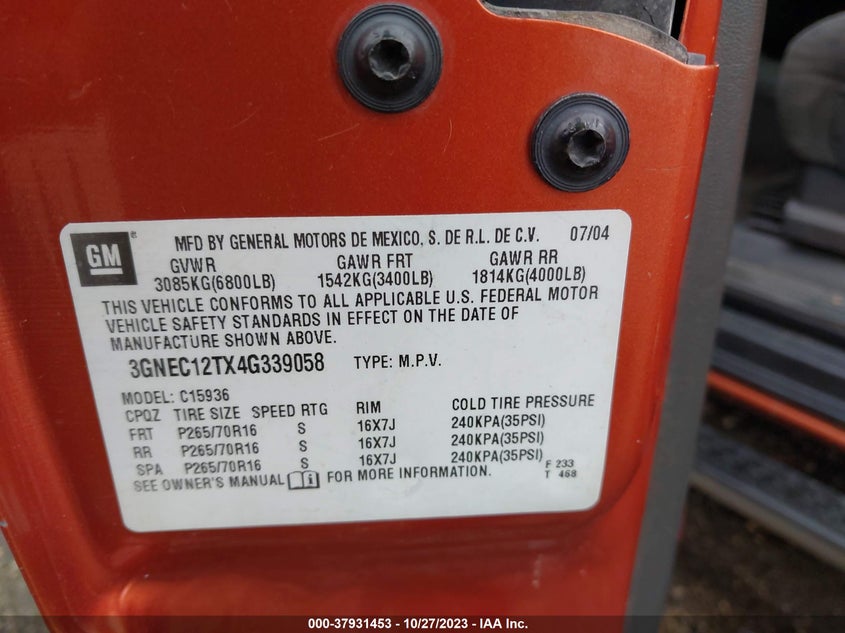 GM ® MFD BY GENERAL MOTORS DE MEXICO, S. DE R.L. DE C.V. 07/04
GVWR GAWR FRT GAWR RR
3085KG(6800LB) 1542KG(3400LB) 1814KG(4000LB)
THIS VEHICLE CONFORMS TO ALL APPLICABLE U.S. FEDERAL MOTOR
VEHICLE SAFETY STANDARDS IN EFFECT ON THE DATE OF
MANUFACTURE SHOWN ABOVE.
3GNEC12TX4G339058 TYPE: M.P.V.
MODEL: C15936
CPQZ TIRE SIZE SPEED RTG RIM COLD TIRE PRESSURE
FRT P265/70R16 S 16X7J 240KPA(35PSI)
RR P265/70R16 S 16X7J 240KPA(35PSI)
SPA P265/70R16 S 16X7J 240KPA(35PSI)
SEE OWNER'S MANUAL i FOR MORE INFORMATION. F 233
T 468
000-37931453 - 10/27/2023 - IAA Inc.